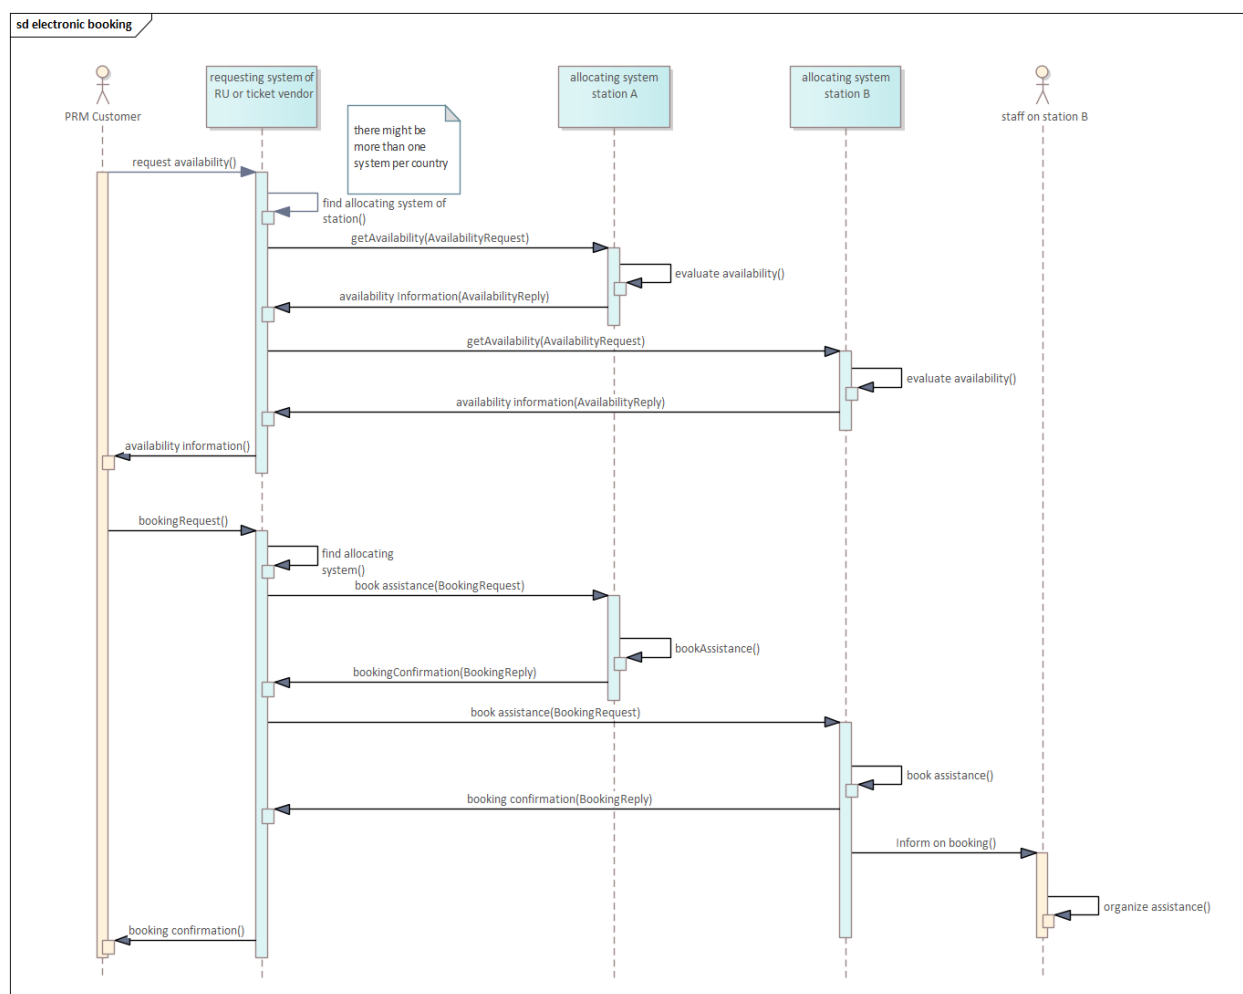 sd electronic booking
PRM Customer
requesting system of
RU or ticket vendor
allocating system
station A
allocating system
station B
staff on station B
there might be
more than one
system per country
request availability()
find allocating system of
station()
getAvailability(AvailabilityRequest)
evaluate availability()
availability Information(AvailabilityReply)
getAvailability(AvailabilityRequest)
evaluate availability()
availability information(AvailabilityReply)
availability information()
bookingRequest()
find allocating
system()
book assistance(BookingRequest)
bookAssistance()
bookingConfirmation(BookingReply)
book assistance(BookingRequest)
book assistance()
booking confirmation(BookingReply)
Inform on booking()
organize assistance()
booking confirmation()